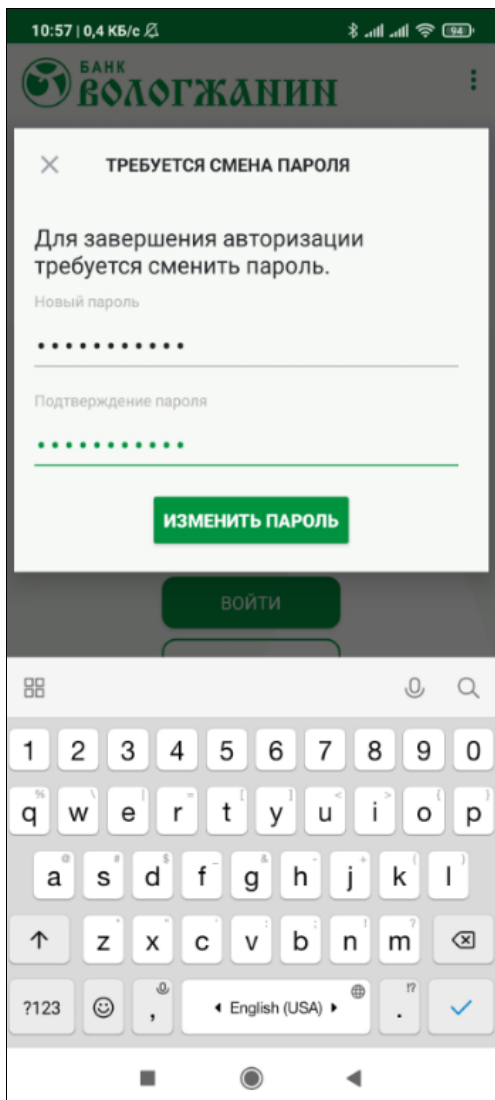 10:57 | 0,4 КБ/с 94
БАНК
ВОЛОГЖАНИН
ТРЕБУЕТСЯ СМЕНА ПАРОЛЯ
Для завершения авторизации
требуется сменить пароль.
Новый пароль
•••••••••••
Подтверждение пароля
•••••••••••
ИЗМЕНИТЬ ПАРОЛЬ
ВОЙТИ
1 2 3 4 5 6 7 8 9 0
q w e r t y u i o p
a s d f g h j k l
z x c v b n m
?123 , English (USA) . !?